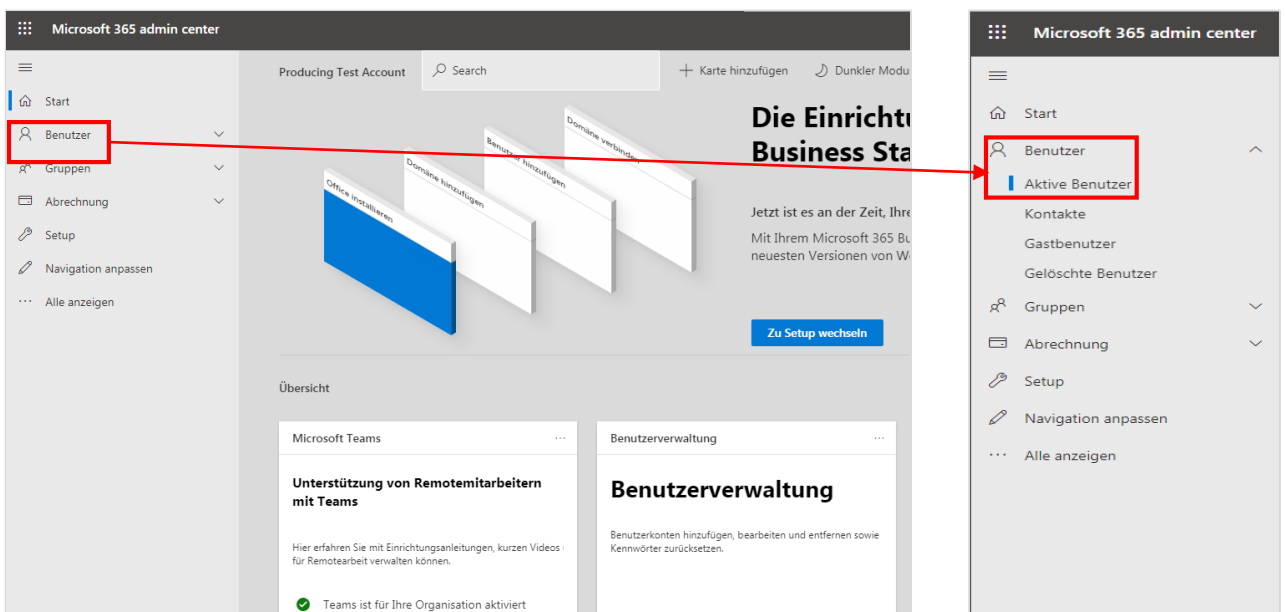 Microsoft 365 admin center
Start
Benutzer
Gruppen
Abrechnung
Setup
Navigation anpassen
Alle anzeigen
Producing Test Account
Search
Karte hinzufügen
Dunkler Modu
Office installieren
Domäne hinzufügen
Benutzer hinzufügen
Domäne verbinden
Die Einricht
Business Sta
Jetzt ist es an der Zeit, Ihre
Mit Ihrem Microsoft 365 Bu
neuesten Versionen von W
Zu Setup wechseln
Übersicht
Microsoft Teams
Unterstützung von Remotemitarbeitern
mit Teams
Hier erfahren Sie mit Einrichtungsanleitungen, kurzen Videos
für Remotearbeit verwalten können.
Teams ist für Ihre Organisation aktiviert
Benutzerverwaltung
Benutzerverwaltung
Benutzerkonten hinzufügen, bearbeiten und entfernen sowie
Kennwörter zurücksetzen.
Microsoft 365 admin center
Start
Benutzer
Aktive Benutzer
Kontakte
Gastbenutzer
Gelöschte Benutzer
Gruppen
Abrechnung
Setup
Navigation anpassen
Alle anzeigen